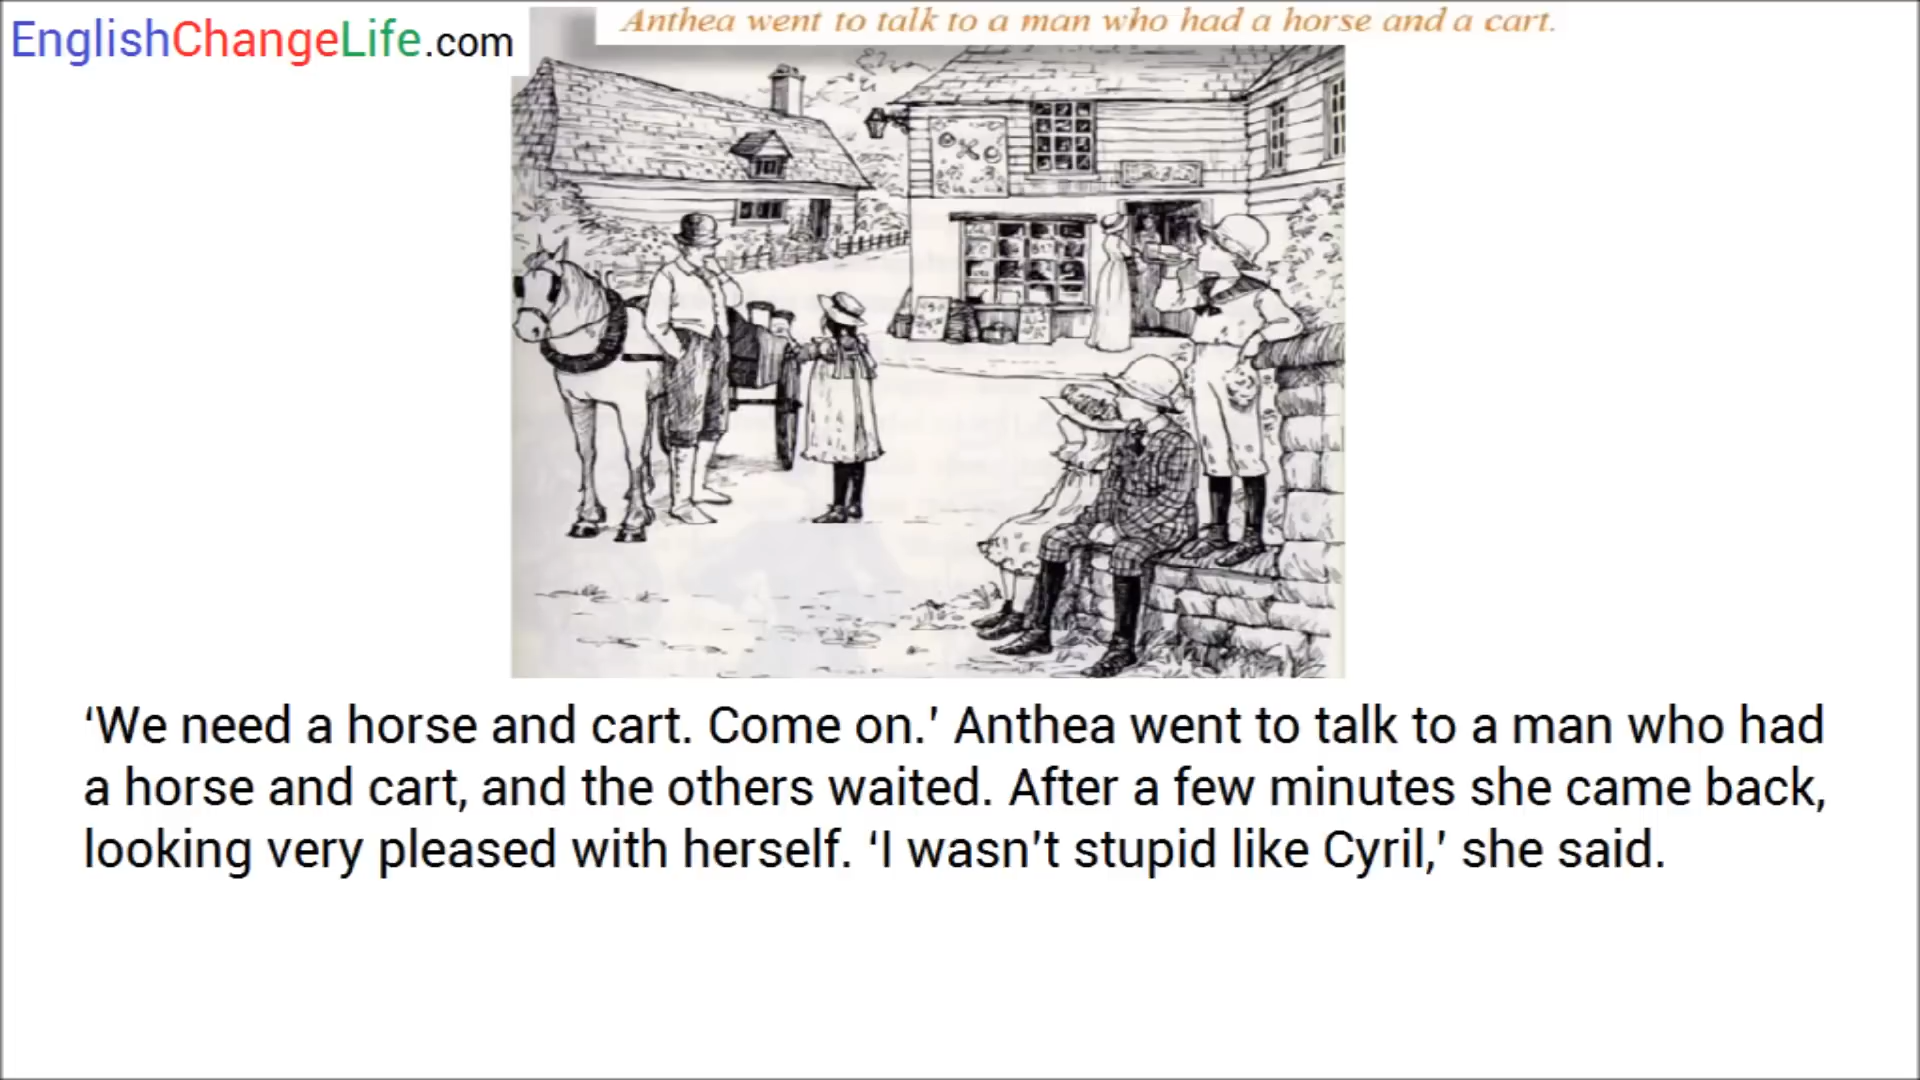 EnglishChangeLife.com
Anthea went to talk to a man who had a horse and a cart.
‘We need a horse and cart. Come on.’ Anthea went to talk to a man who had
a horse and cart, and the others waited. After a few minutes she came back,
looking very pleased with herself. ‘I wasn’t stupid like Cyril,’ she said.